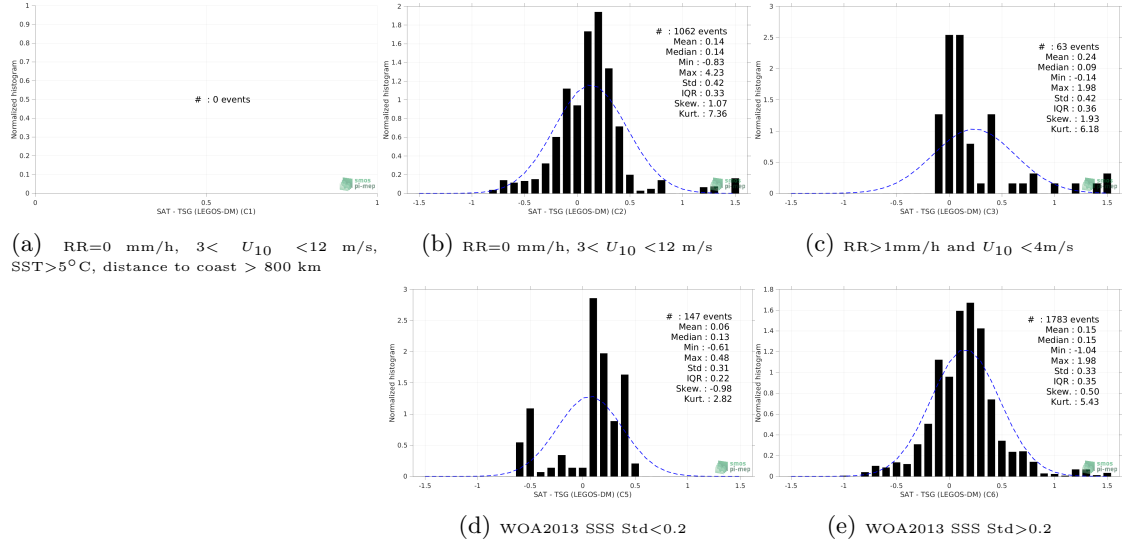 1
0.9
0.8
0.7
0.6
0.5
0.4
0.3
0.2
0.1
0
Normalized histogram
# : 0 events
0 0.5 1
SAT - TSG (LEGOS-DM) (C1)
smos
pi-mep
(a) RR=0 mm/h, 3< U10 <12 m/s,
SST>5°C, distance to coast > 800 km
2
1.8
1.6
1.4
1.2
1
0.8
0.6
0.4
0.2
0
Normalized histogram
# : 1062 events
Mean : 0.14
Median : 0.14
Min : -0.83
Max : 4.23
Std : 0.42
IQR : 0.33
Skew. : 1.07
Kurt. : 7.36
-1.5 -1 -0.5 0 0.5 1 1.5
SAT - TSG (LEGOS-DM) (C2)
smos
pi-mep
(b) RR=0 mm/h, 3< U10 <12 m/s
3
2.5
2
1.5
1
0.5
0
Normalized histogram
# : 63 events
Mean : 0.24
Median : 0.09
Min : -0.14
Max : 1.98
Std : 0.42
IQR : 0.36
Skew. : 1.93
Kurt. : 6.18
-1.5 -1 -0.5 0 0.5 1 1.5
SAT - TSG (LEGOS-DM) (C3)
smos
pi-mep
(c) RR>1mm/h and U10 <4m/s
3
2.5
2
1.5
1
0.5
0
Normalized histogram
# : 147 events
Mean : 0.06
Median : 0.13
Min : -0.61
Max : 0.48
Std : 0.31
IQR : 0.22
Skew. : -0.98
Kurt. : 2.82
-1.5 -1 -0.5 0 0.5 1 1.5
SAT - TSG (LEGOS-DM) (C5)
smos
pi-mep
(d) WOA2013 SSS Std<0.2
1.8
1.6
1.4
1.2
1
0.8
0.6
0.4
0.2
0
Normalized histogram
# : 1783 events
Mean : 0.15
Median : 0.15
Min : -1.04
Max : 1.98
Std : 0.33
IQR : 0.35
Skew. : 0.50
Kurt. : 5.43
-1.5 -1 -0.5 0 0.5 1 1.5
SAT - TSG (LEGOS-DM) (C6)
smos
pi-mep
(e) WOA2013 SSS Std>0.2